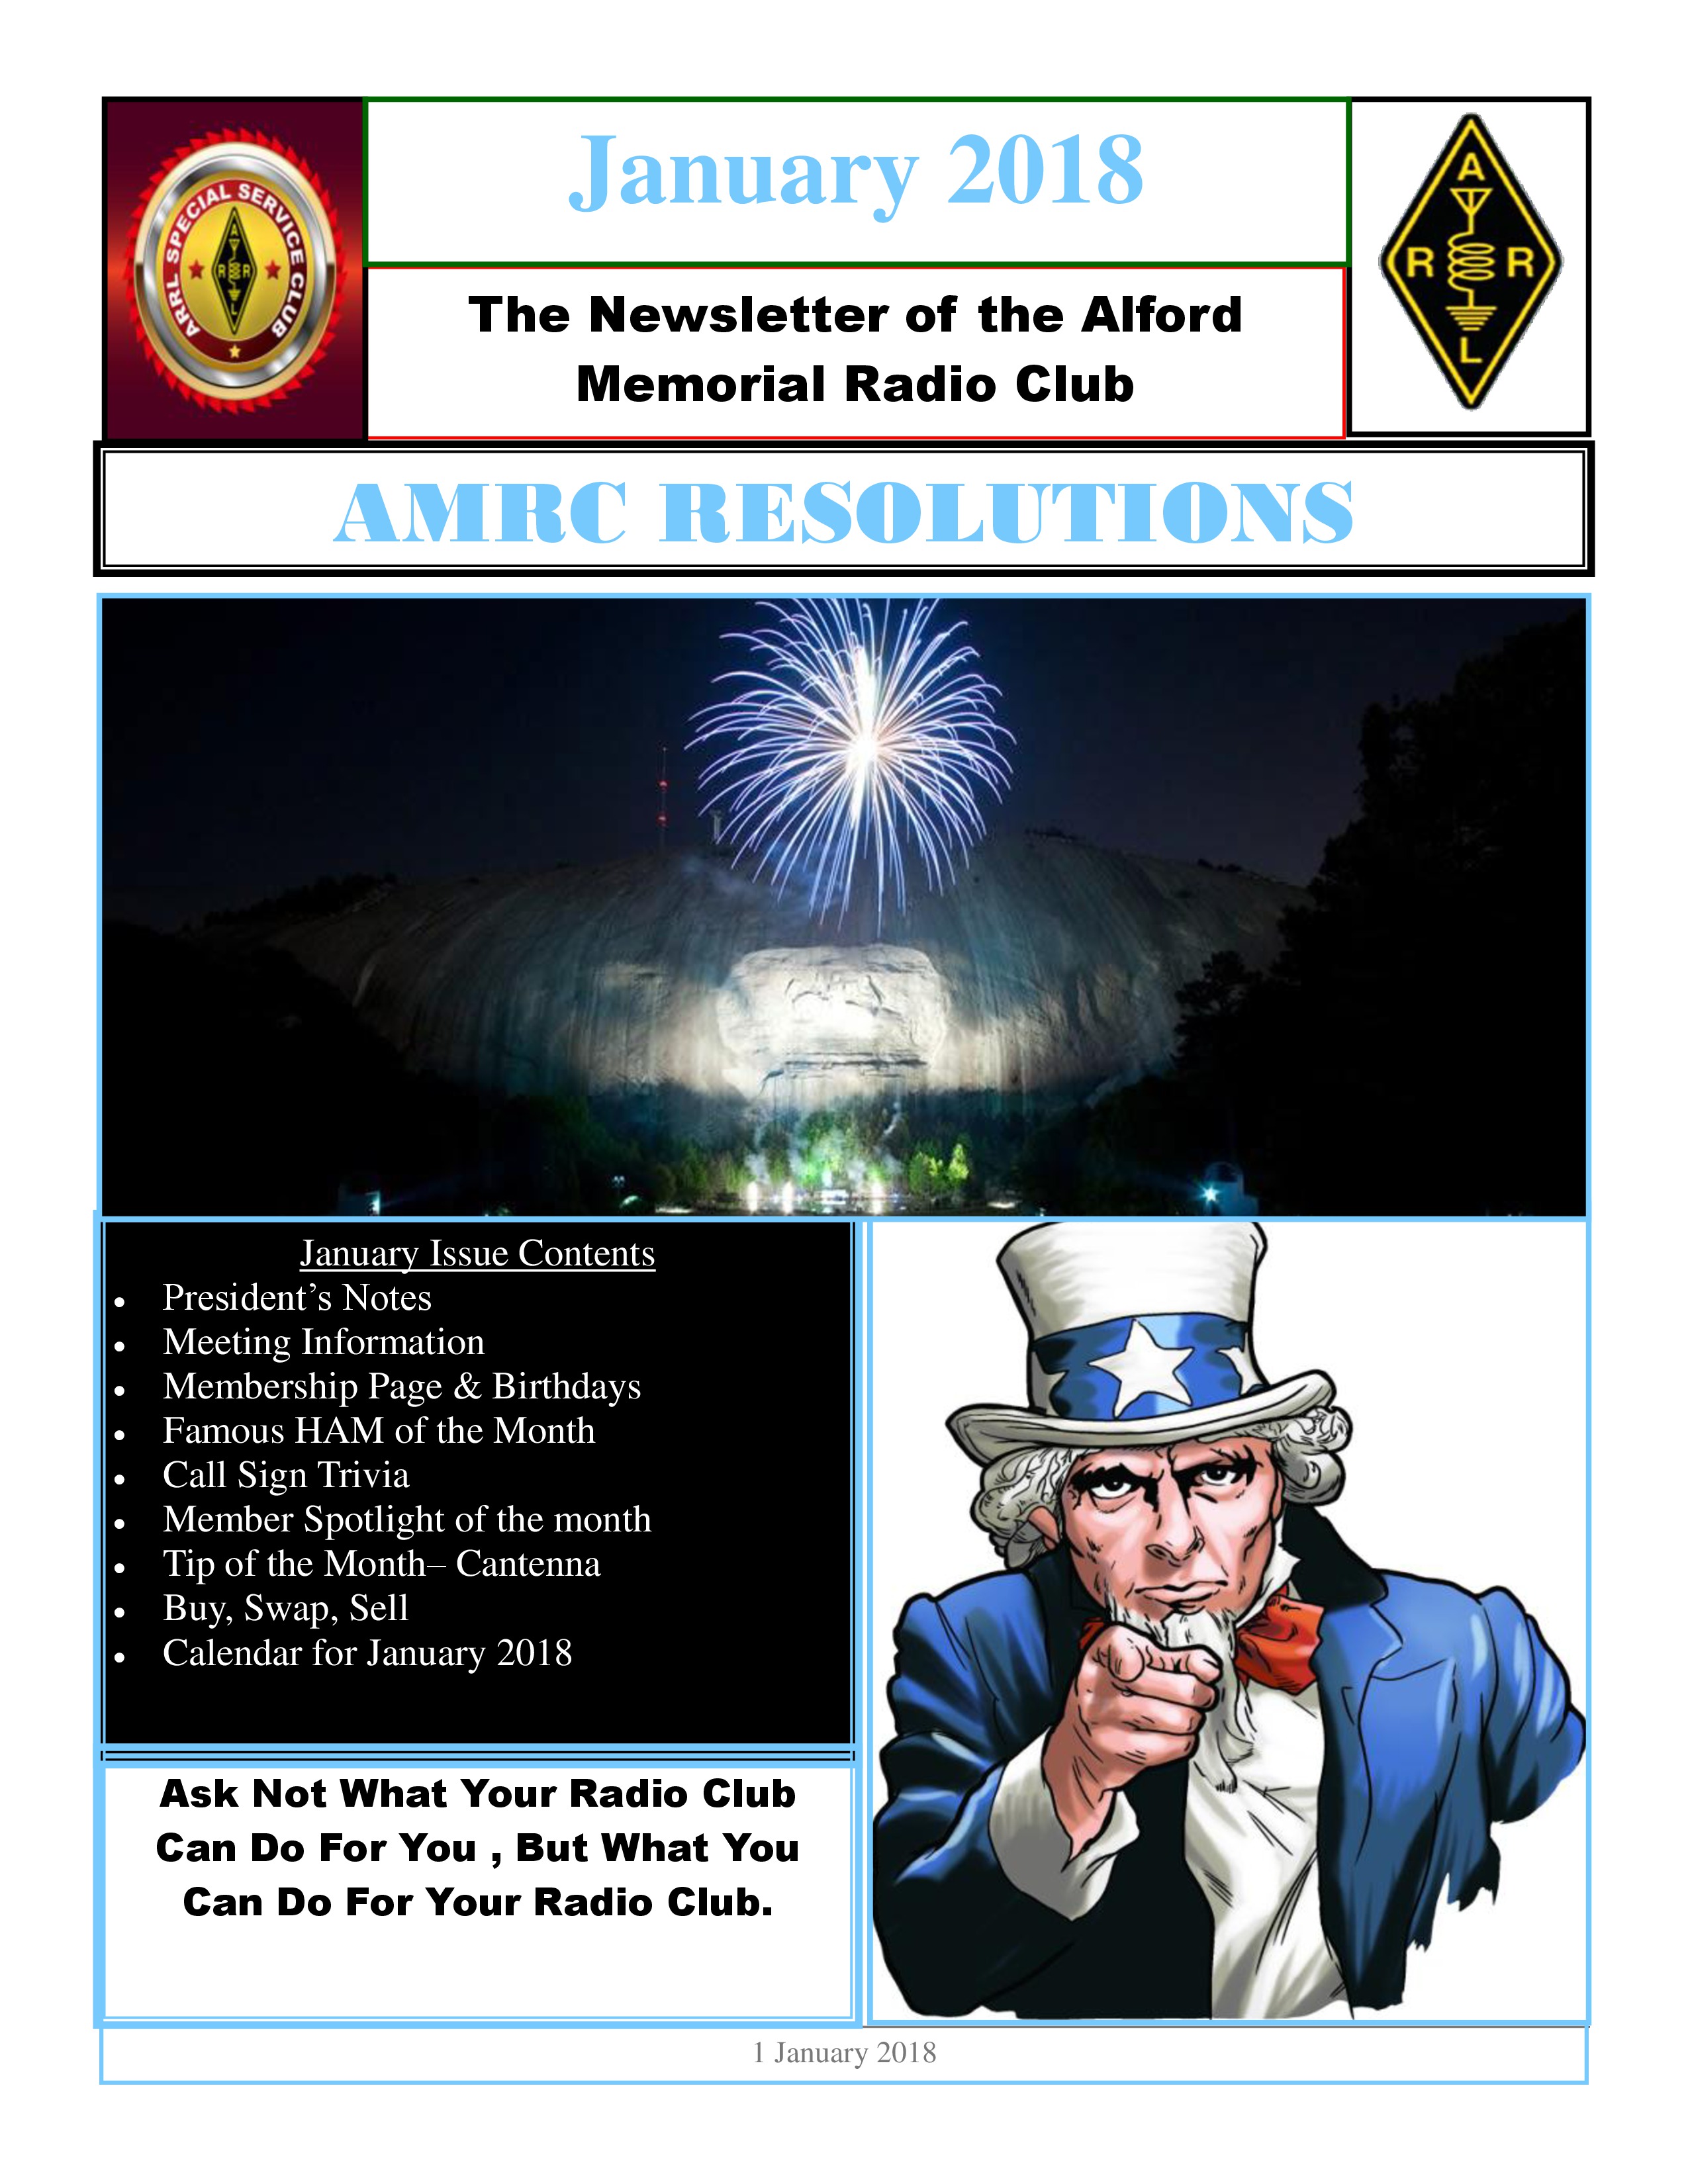 ARRL SPECIAL SERVICE CLUB
A
R R
L
January 2018
The Newsletter of the Alford
Memorial Radio Club
A
R R
L
AMRC RESOLUTIONS
January Issue Contents
• President’s Notes
• Meeting Information
• Membership Page & Birthdays
• Famous HAM of the Month
• Call Sign Trivia
• Member Spotlight of the month
• Tip of the Month– Cantenna
• Buy, Swap, Sell
• Calendar for January 2018
Ask Not What Your Radio Club
Can Do For You , But What You
Can Do For Your Radio Club.
1 January 2018